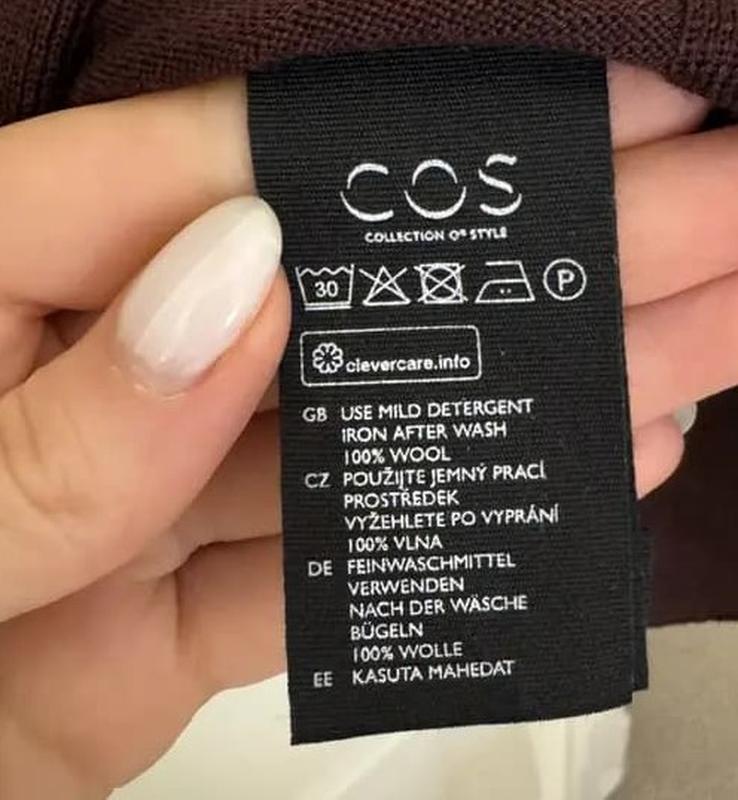 COS
COLLECTION OF STYLE
30 P
clevercare.info
GB USE MILD DETERGENT
IRON AFTER WASH
100% WOOL
CZ POUŽIJTE JEMNÝ PRACÍ
PROSTŘEDEK
VYŽEHLETE PO VYPRÁNÍ
100% VLNA
DE FEINWASCHMITTEL
VERWENDEN
NACH DER WÄSCHE
BÜGELN
100% WOLLE
EE KASUTA MAHEDAT